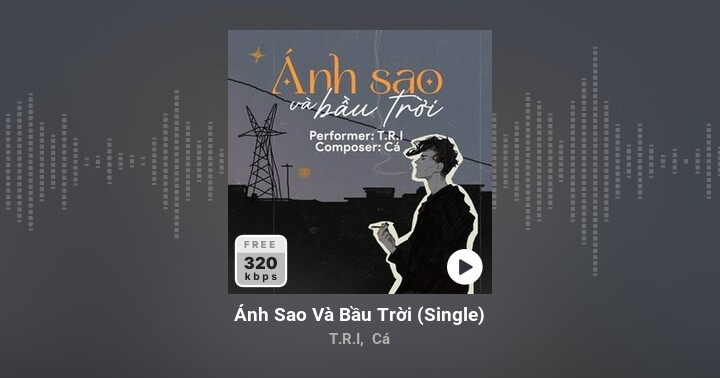 Ánh sao
và bầu trời
Performer: T.R.I
Composer: Cá
FREE
320
kbps
Ánh Sao Và Bầu Trời (Single)
T.R.I, Cá